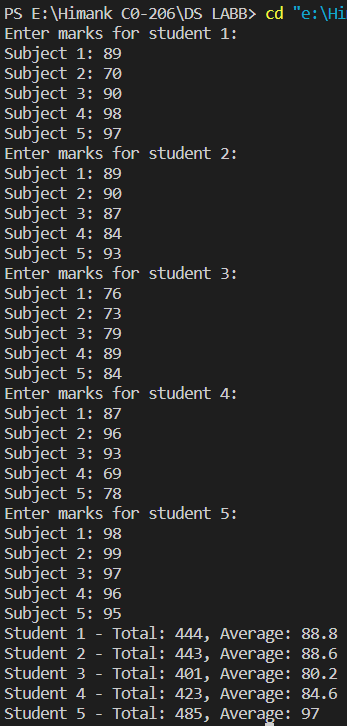 PS E:\Himank C0-206\DS LABB> cd "e:\Hi
Enter marks for student 1:
Subject 1: 89
Subject 2: 70
Subject 3: 90
Subject 4: 98
Subject 5: 97
Enter marks for student 2:
Subject 1: 89
Subject 2: 90
Subject 3: 87
Subject 4: 84
Subject 5: 93
Enter marks for student 3:
Subject 1: 76
Subject 2: 73
Subject 3: 79
Subject 4: 89
Subject 5: 84
Enter marks for student 4:
Subject 1: 87
Subject 2: 96
Subject 3: 93
Subject 4: 69
Subject 5: 78
Enter marks for student 5:
Subject 1: 98
Subject 2: 99
Subject 3: 97
Subject 4: 96
Subject 5: 95
Student 1 - Total: 444, Average: 88.8
Student 2 - Total: 443, Average: 88.6
Student 3 - Total: 401, Average: 80.2
Student 4 - Total: 423, Average: 84.6
Student 5 - Total: 485, Average: 97